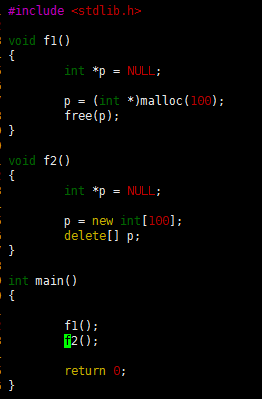 #include <stdlib.h>
void f1()
{
int *p = NULL;
p = (int *)malloc(100);
free(p);
}
void f2()
{
int *p = NULL;
p = new int[100];
delete[] p;
}
int main()
{
f1();
f2();
return 0;
}